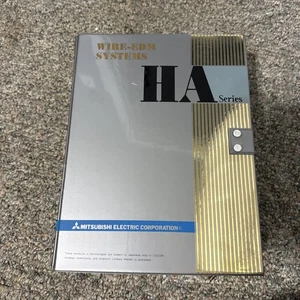 WIRE-EDM
SYSTEMS
HA
Series
MITSUBISHI ELECTRIC CORPORATION